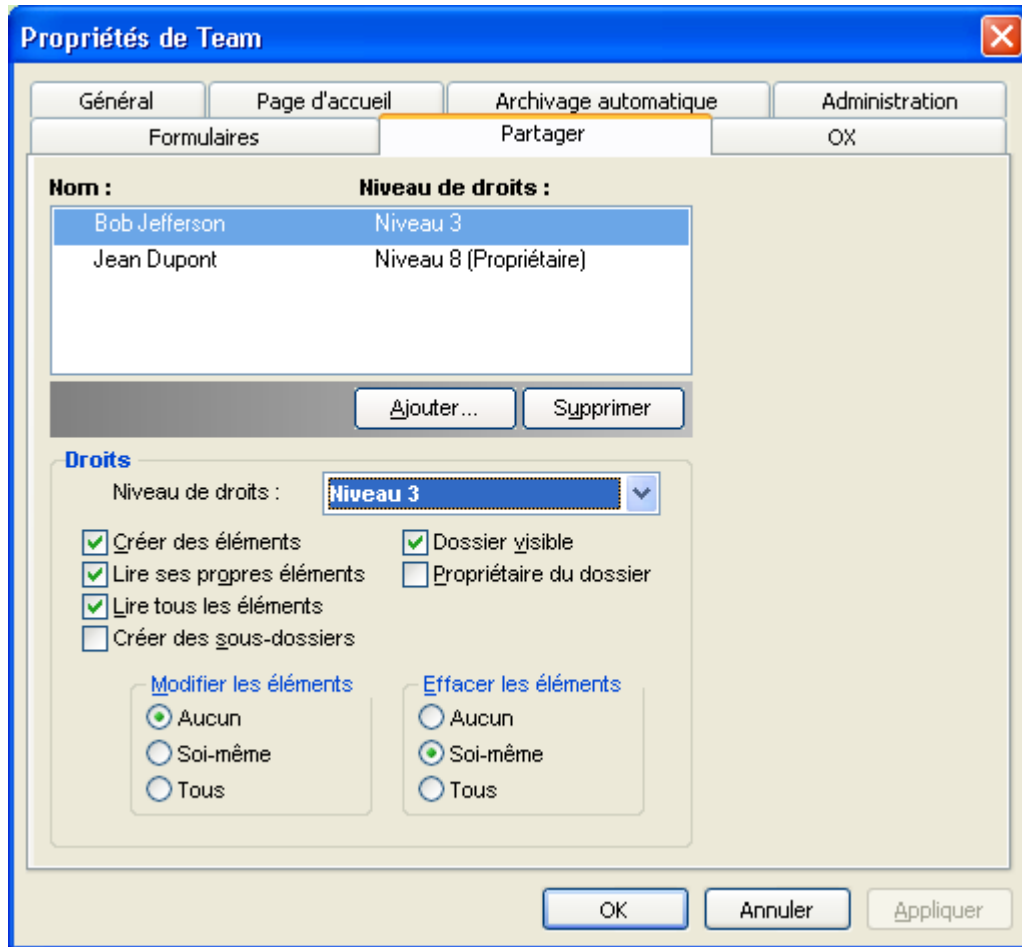 Propriétés de Team
Général Page d'accueil Archivage automatique Administration
Formulaires Partager OX
Nom : Niveau de droits :
Bob Jefferson Niveau 3
Jean Dupont Niveau 8 (Propriétaire)
Ajouter... Supprimer
Droits
Niveau de droits : Niveau 3
Créer des éléments Dossier visible
Lire ses propres éléments Propriétaire du dossier
Lire tous les éléments
Créer des sous-dossiers
Modifier les éléments Effacer les éléments
Aucun Aucun
Soi-même Soi-même
Tous Tous
OK Annuler Appliquer